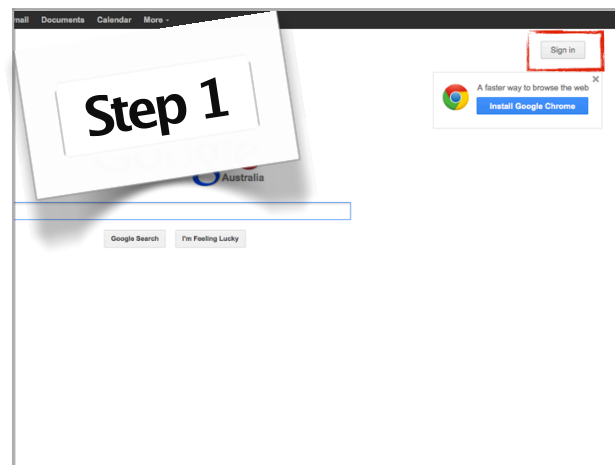 mail Documents Calendar More
Sign in
A faster way to browse the web
Install Google Chrome
Step 1
Australia
Google Search I'm Feeling Lucky